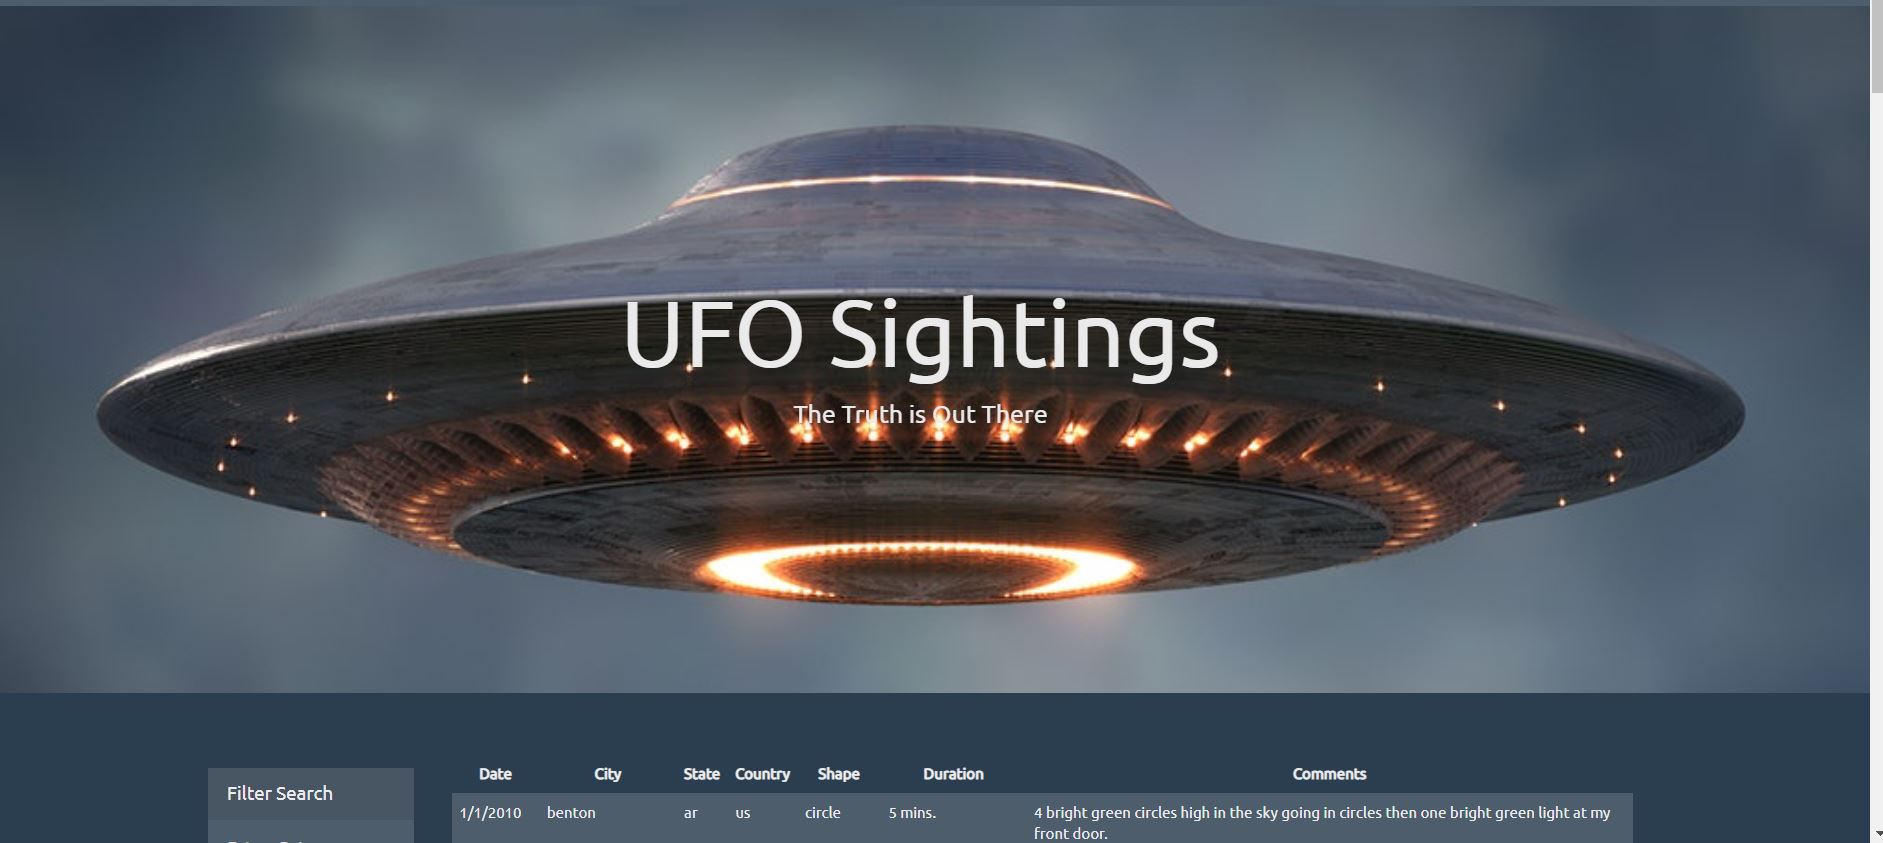 UFO Sightings
The Truth is Out There
Filter Search
Date City State Country Shape Duration Comments
1/1/2010 benton ar us circle 5 mins. 4 bright green circles high in the sky going in circles then one bright green light at my
front door.